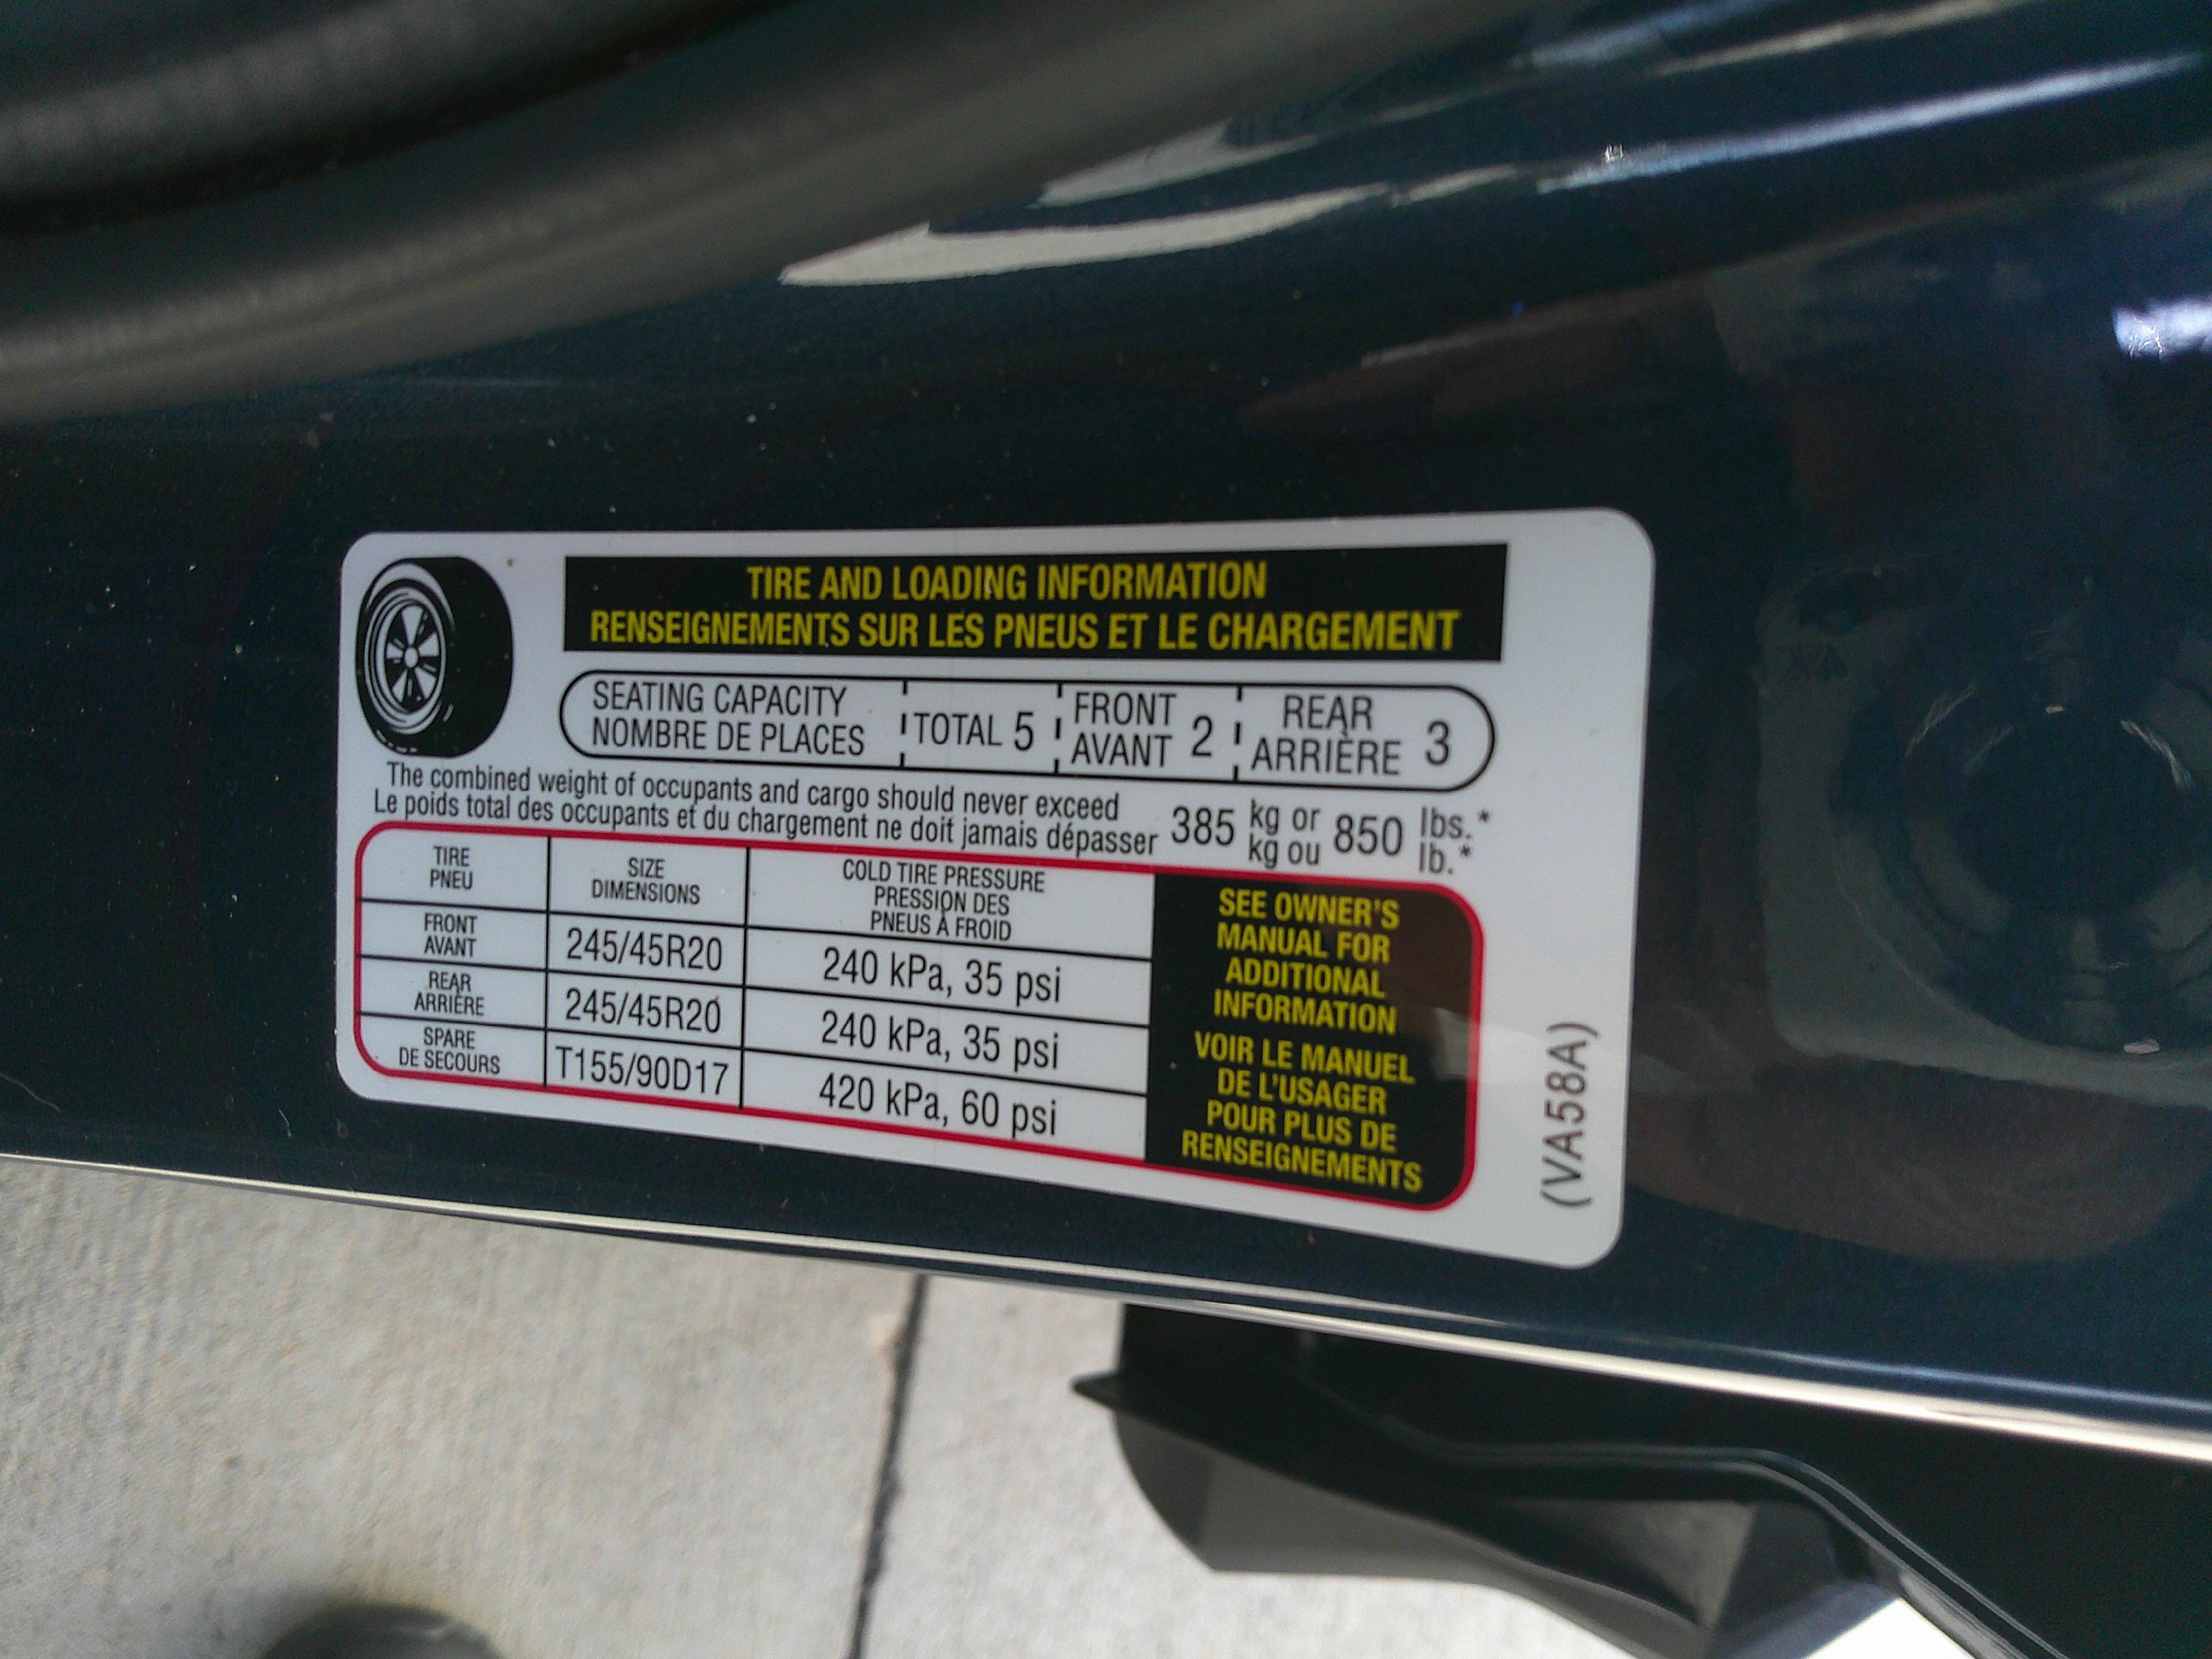 TIRE AND LOADING INFORMATION
RENSEIGNEMENTS SUR LES PNEUS ET LE CHARGEMENT
SEATING CAPACITY
NOMBRE DE PLACES
TOTAL 5
FRONT
AVANT
2
REAR
ARRIÈRE
3
The combined weight of occupants and cargo should never exceed
Le poids total des occupants et du chargement ne doit jamais dépasser
385 kg or 850 lbs.*
kg ou lb.*
TIRE
PNEU
SIZE
DIMENSIONS
COLD TIRE PRESSURE
PRESSION DES
PNEUS À FROID
FRONT
AVANT
245/45R20
240 kPa, 35 psi
REAR
ARRIÈRE
245/45R20
240 kPa, 35 psi
SPARE
DE SECOURS
T155/90D17
420 kPa, 60 psi
SEE OWNER'S
MANUAL FOR
ADDITIONAL
INFORMATION
VOIR LE MANUEL
DE L'USAGER
POUR PLUS DE
RENSEIGNEMENTS
(VA58A)